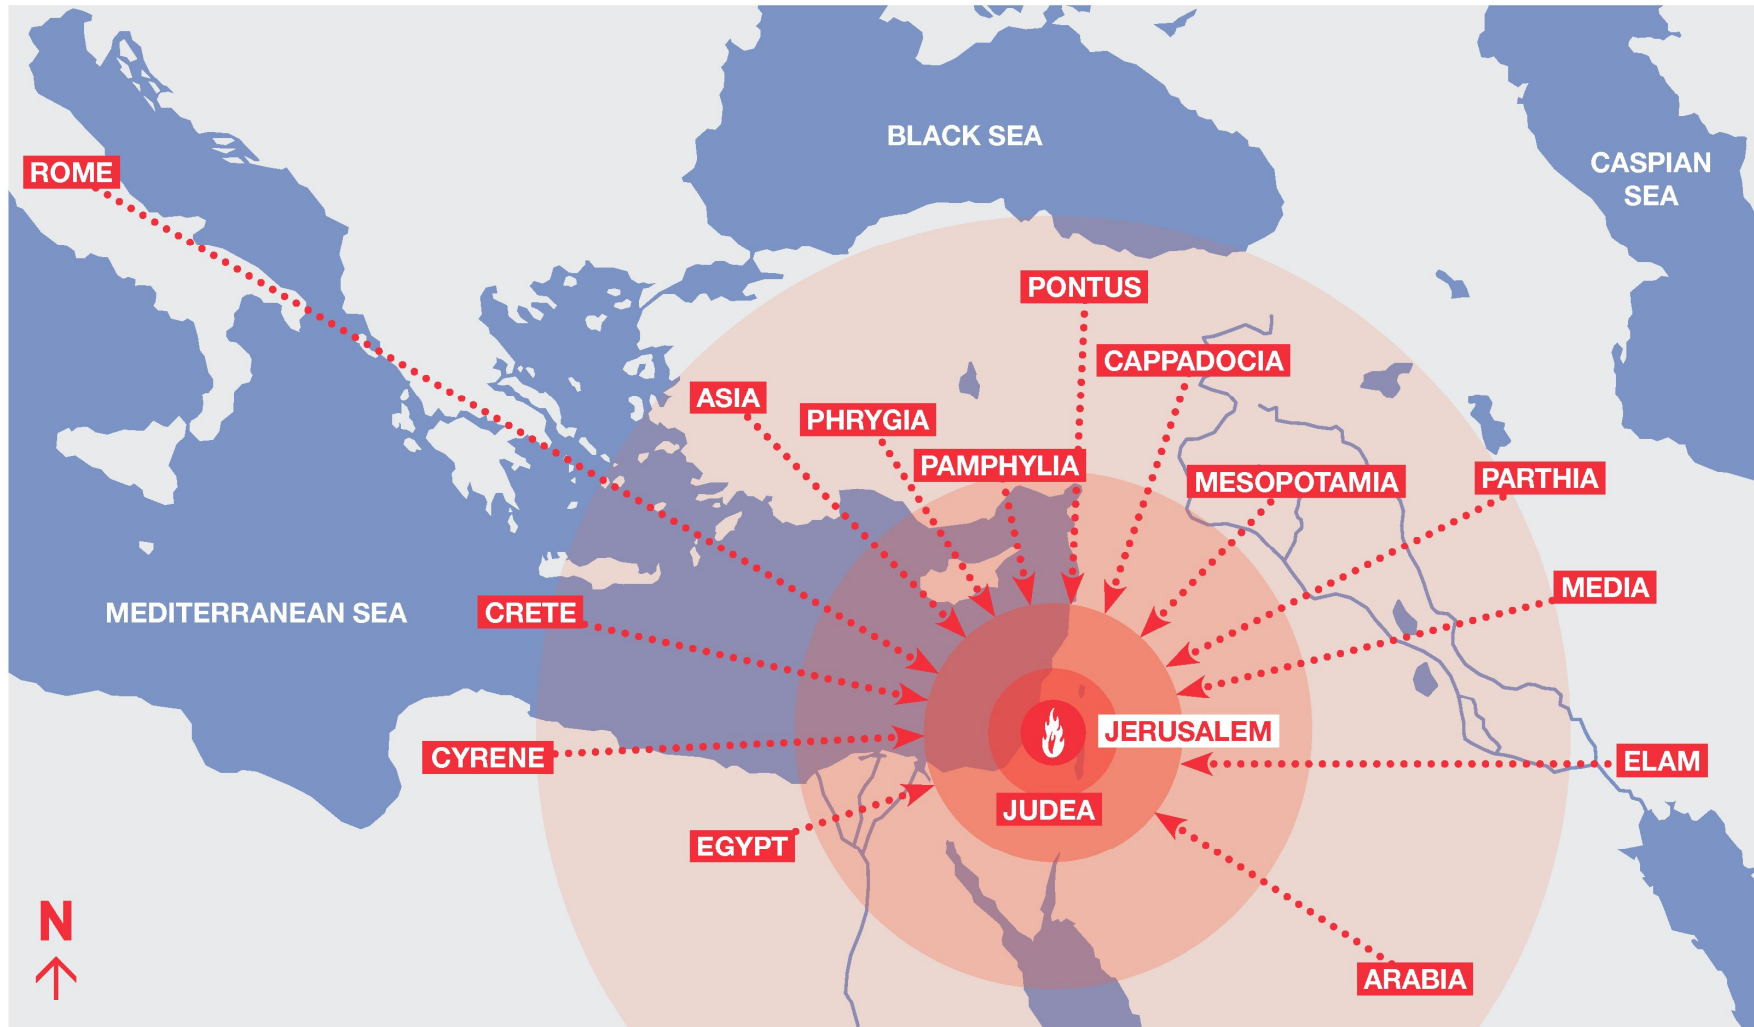 BLACK SEA
CASPIAN
SEA
ROME
PONTUS
CAPPADOCIA
ASIA
PHRYGIA
PAMPHYLIA
MESOPOTAMIA
PARTHIA
MEDIA
CRETE
MEDITERRANEAN SEA
JERUSALEM
CYRENE
ELAM
JUDEA
EGYPT
N
ARABIA